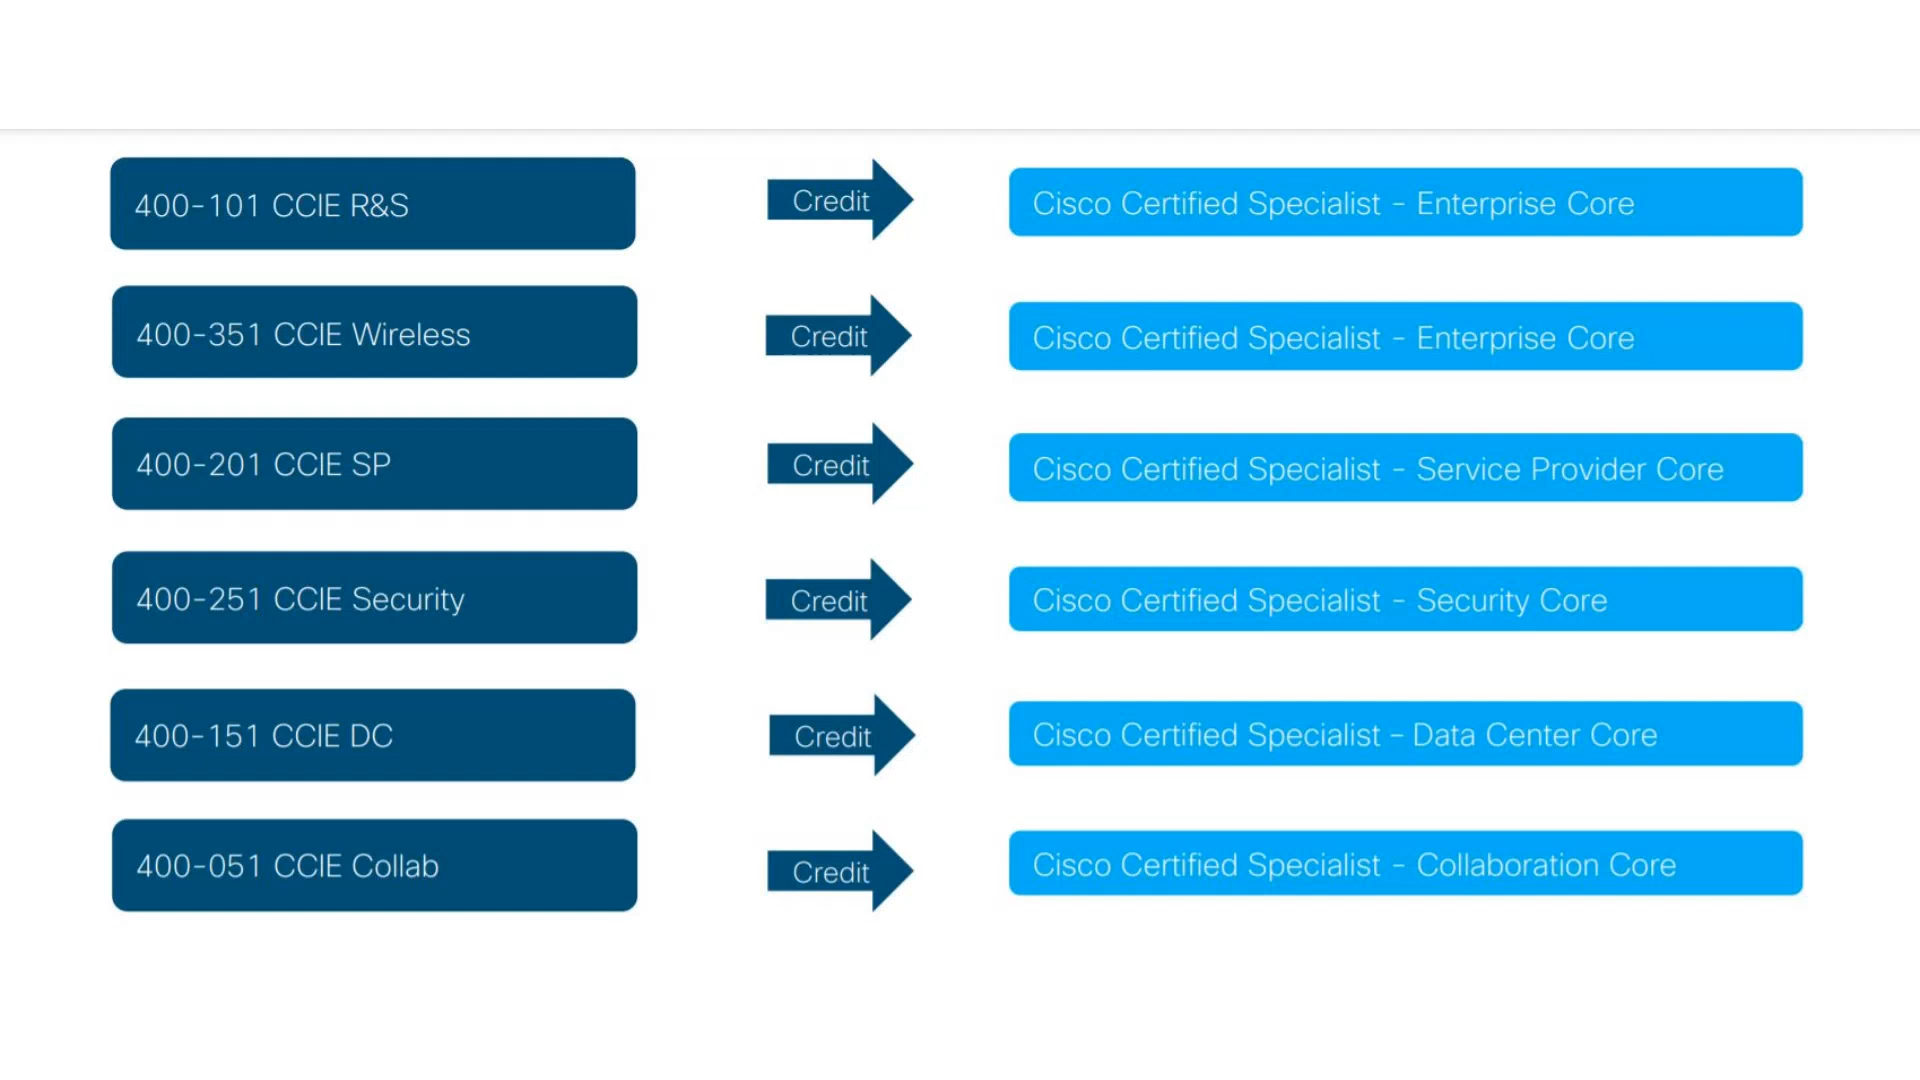 400-101 CCIE R&S
Credit
Cisco Certified Specialist - Enterprise Core
400-351 CCIE Wireless
Credit
Cisco Certified Specialist - Enterprise Core
400-201 CCIE SP
Credit
Cisco Certified Specialist - Service Provider Core
400-251 CCIE Security
Credit
Cisco Certified Specialist - Security Core
400-151 CCIE DC
Credit
Cisco Certified Specialist – Data Center Core
400-051 CCIE Collab
Credit
Cisco Certified Specialist - Collaboration Core